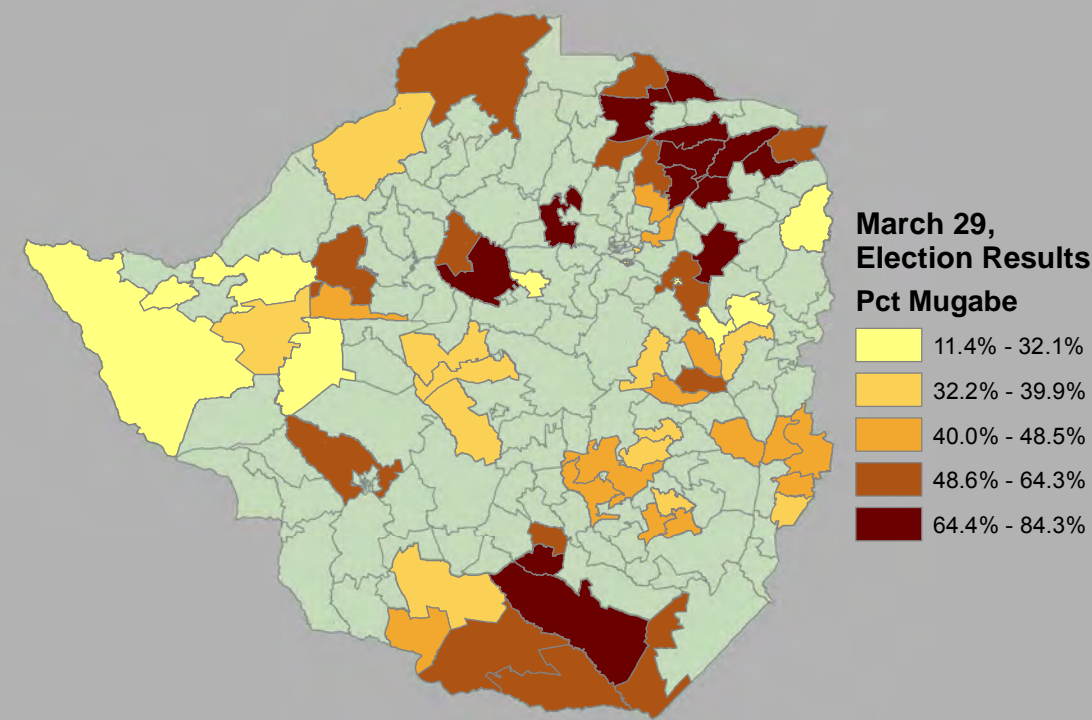 March 29,
Election Results
Pct Mugabe
11.4% - 32.1%
32.2% - 39.9%
40.0% - 48.5%
48.6% - 64.3%
64.4% - 84.3%